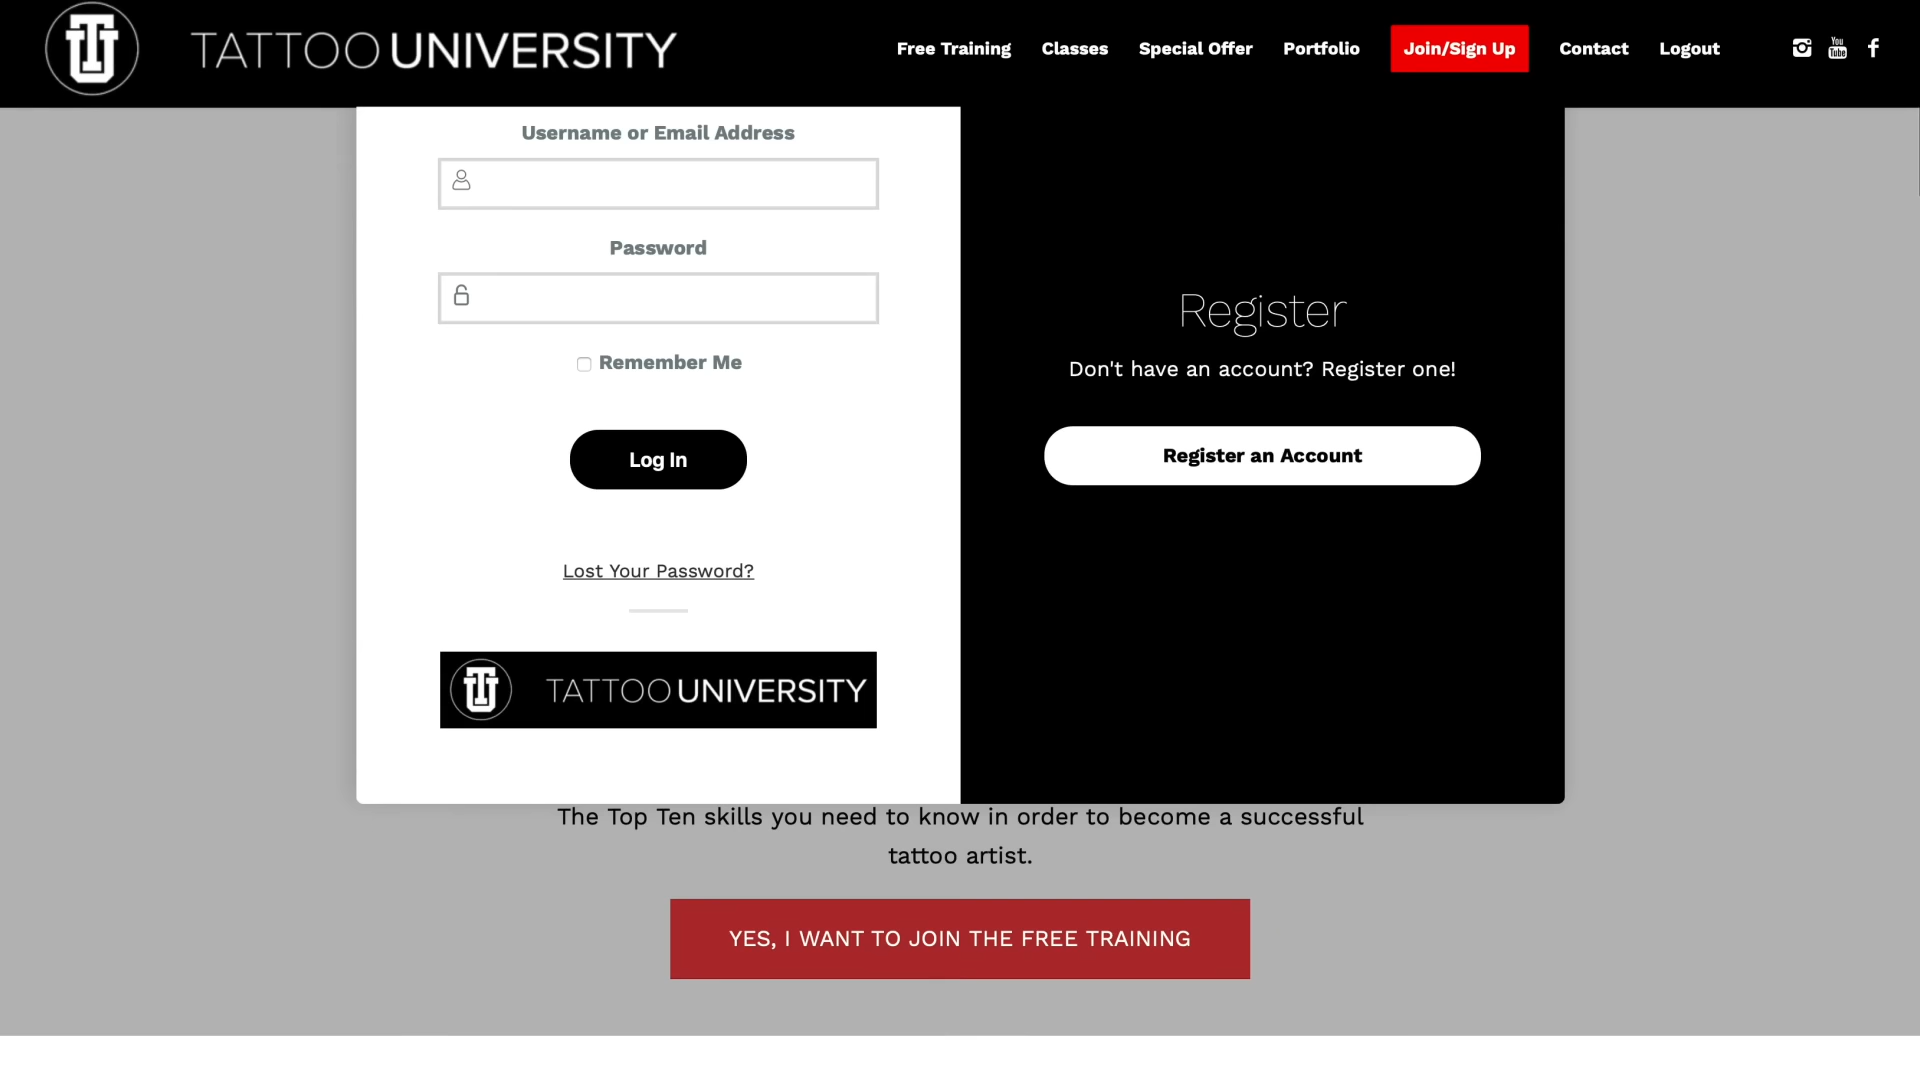 TATTOO UNIVERSITY
Free Training
Classes
Special Offer
Portfolio
Join/Sign Up
Contact
Logout
You
Tube
Username or Email Address
Password
Remember Me
Log In
Lost Your Password?
TATTOO UNIVERSITY
Register
Don't have an account? Register one!
Register an Account
The Top Ten skills you need to know in order to become a successful
tattoo artist.
YES, I WANT TO JOIN THE FREE TRAINING